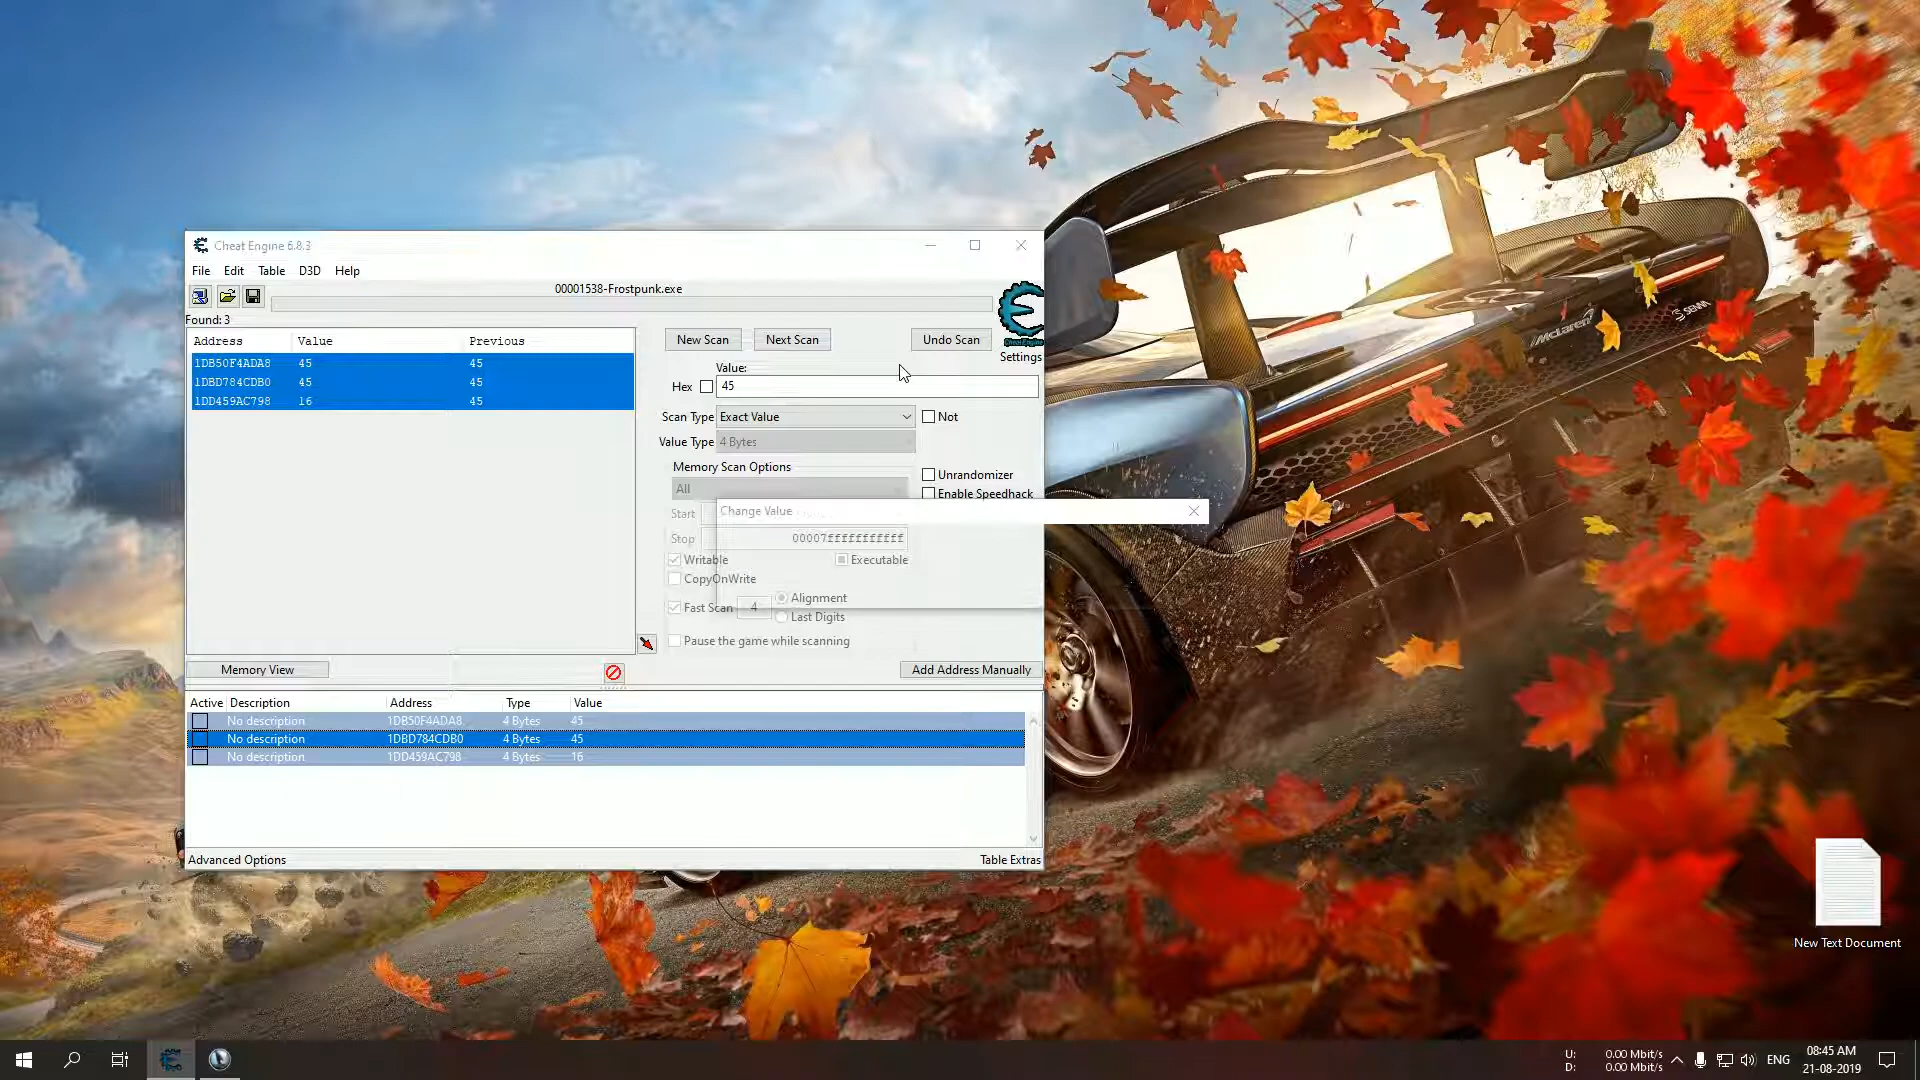 Cheat Engine 6.8.3
File Edit Table D3D Help
00001538-Frostpunk.exe
Found: 3
Address Value Previous
1DB50F4ADA8 45 45
1DBD784CDB0 45 45
1DD459AC798 16 45
New Scan Next Scan Undo Scan
Settings
Value:
Hex 45
Scan Type Exact Value Not
Value Type 4 Bytes
Memory Scan Options
All
Unrandomizer
Enable Speedhack
Change Value
Start
Stop 00007fffffffffff
Writable Executable
CopyOnWrite
Fast Scan 4 Alignment
Last Digits
Pause the game while scanning
Memory View Add Address Manually
Active Description Address Type Value
No description 1DB50F4ADA8 4 Bytes 45
No description 1DBD784CDB0 4 Bytes 45
No description 1DD459AC798 4 Bytes 16
Advanced Options Table Extras
McLaren
SENNA
New Text Document
U: 0.00 Mbit/s
D: 0.00 Mbit/s
ENG
08:45 AM
21-08-2019